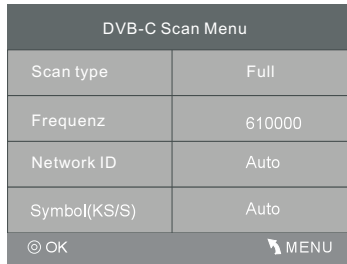 DVB-C Scan Menu
Scan type Full
Frequenz 610000
Network ID Auto
Symbol(KS/S) Auto
OK MENU